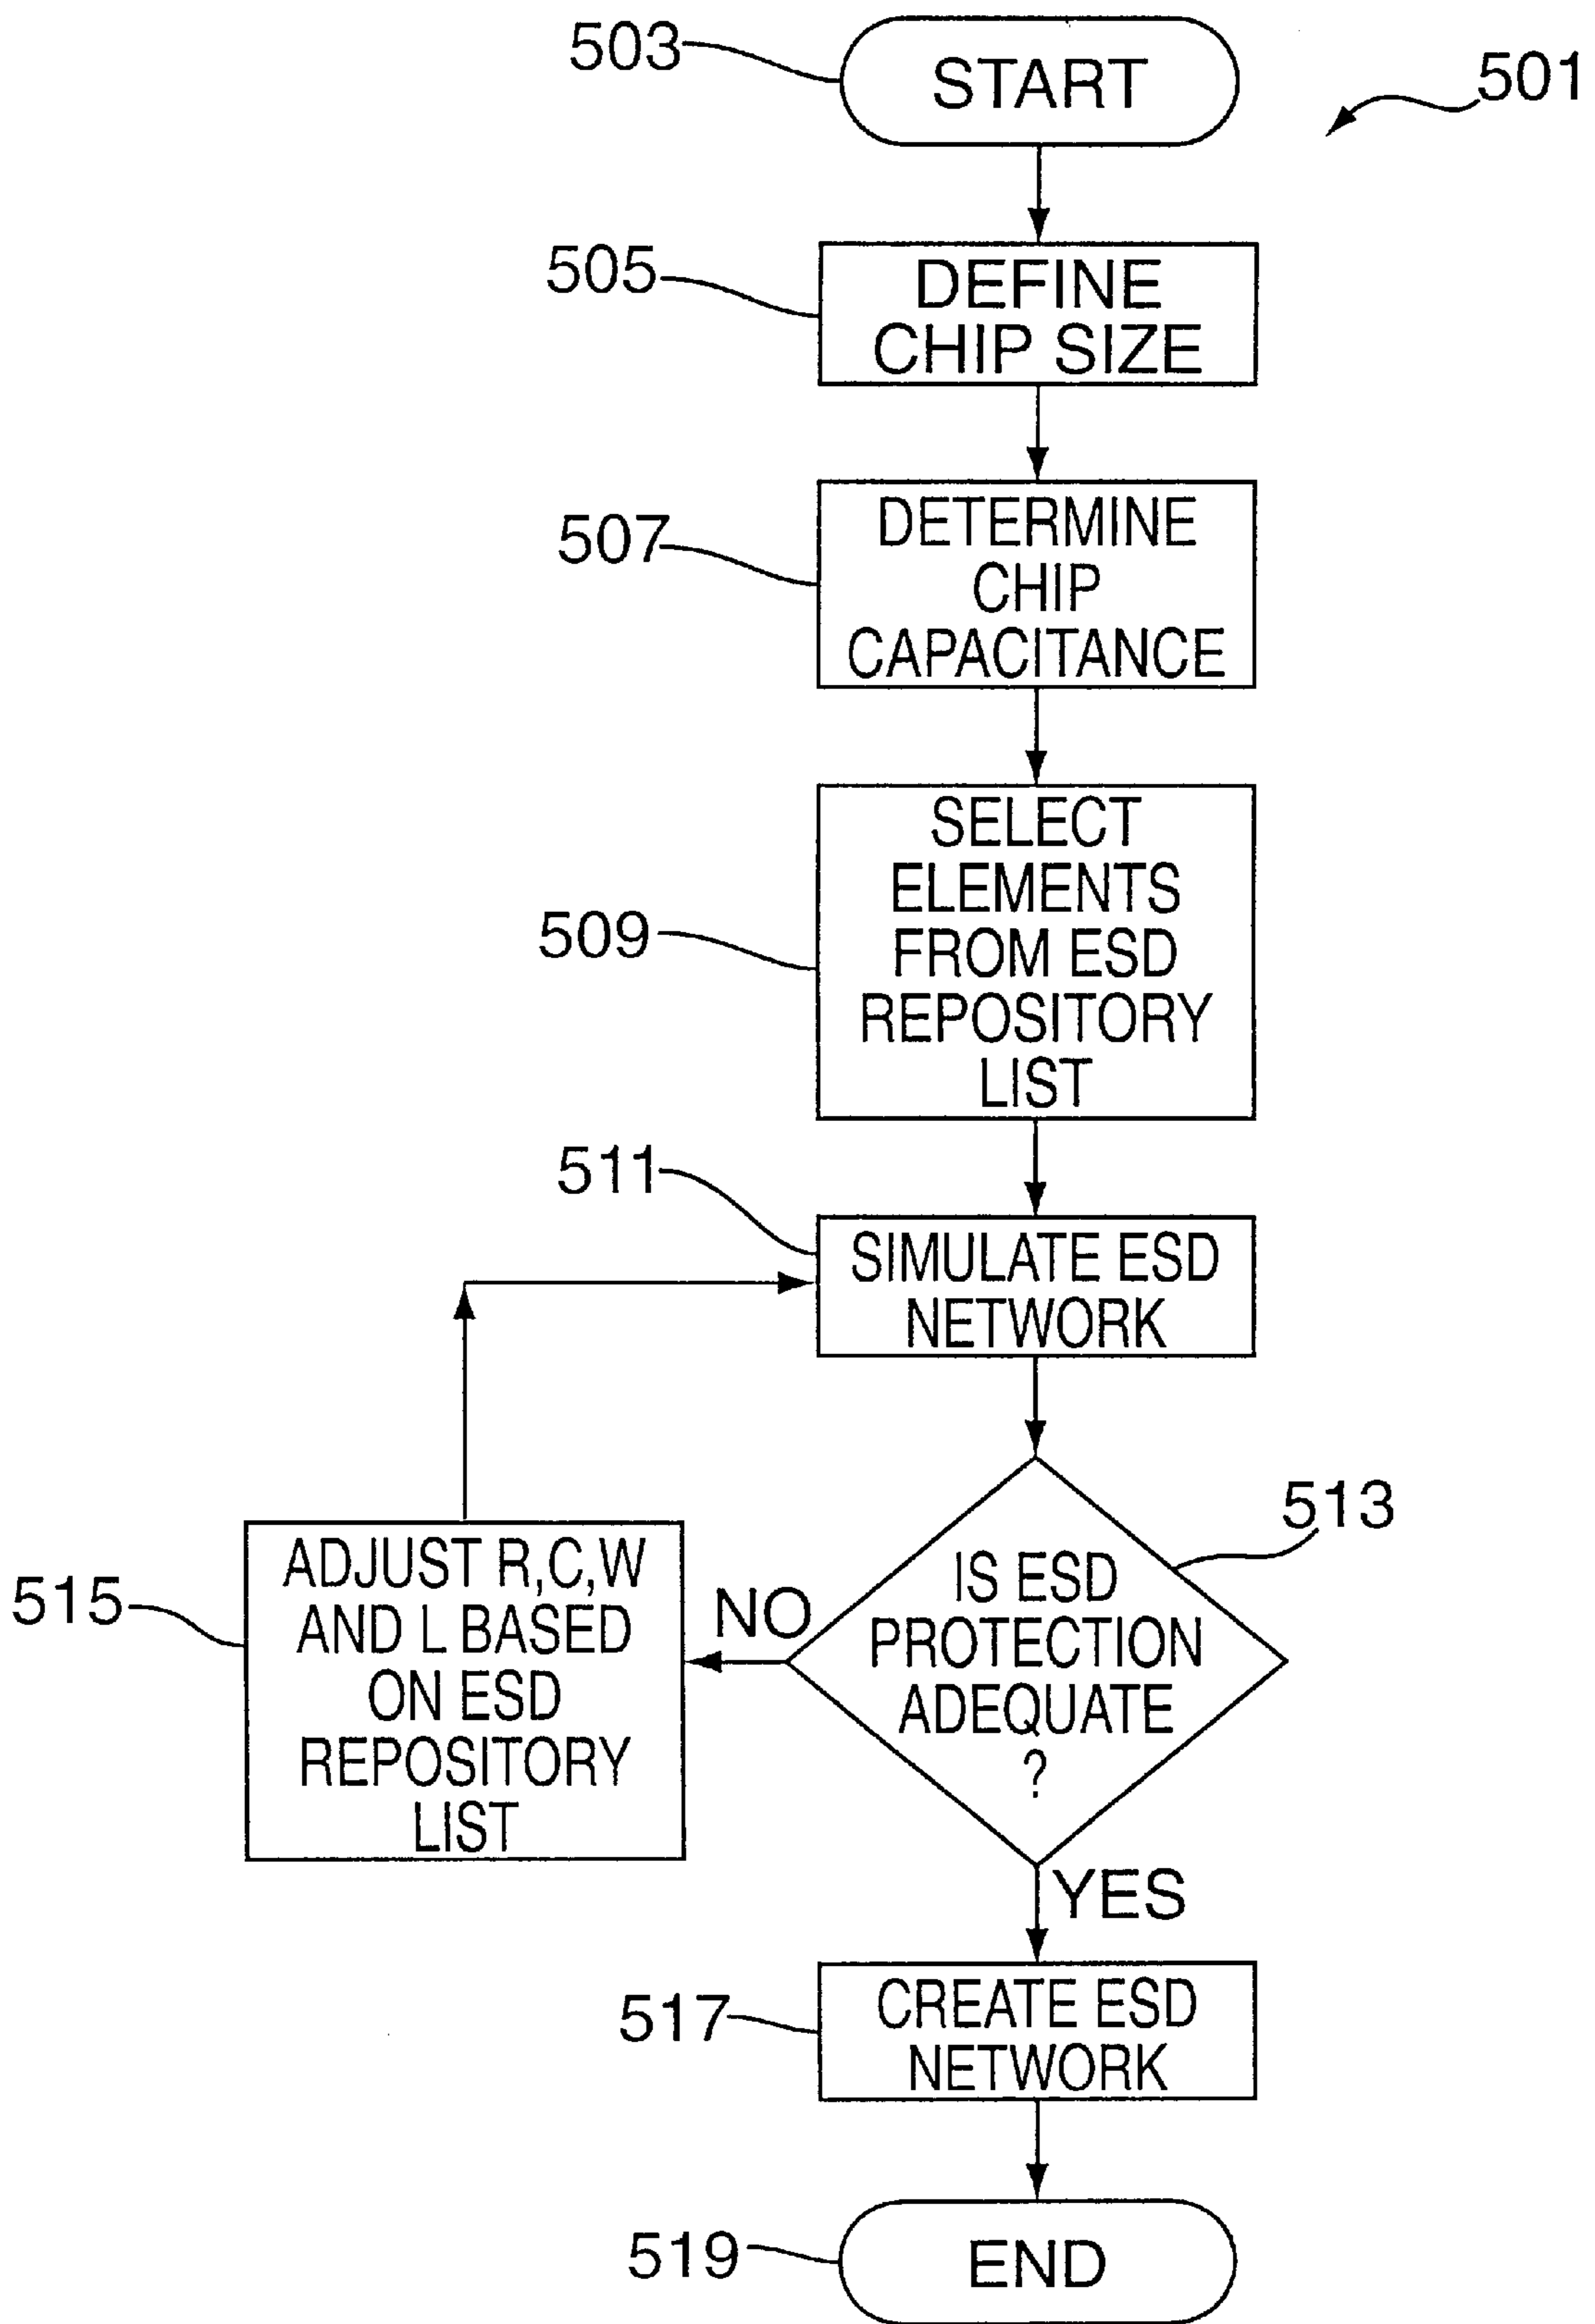 503
START
501
505
DEFINE
CHIP SIZE
507
DETERMINE
CHIP
CAPACITANCE
509
SELECT
ELEMENTS
FROM ESD
REPOSITORY
LIST
511
SIMULATE ESD
NETWORK
513
IS ESD
PROTECTION
ADEQUATE
?
NO
515
ADJUST R,C,W
AND L BASED
ON ESD
REPOSITORY
LIST
YES
517
CREATE ESD
NETWORK
519
END